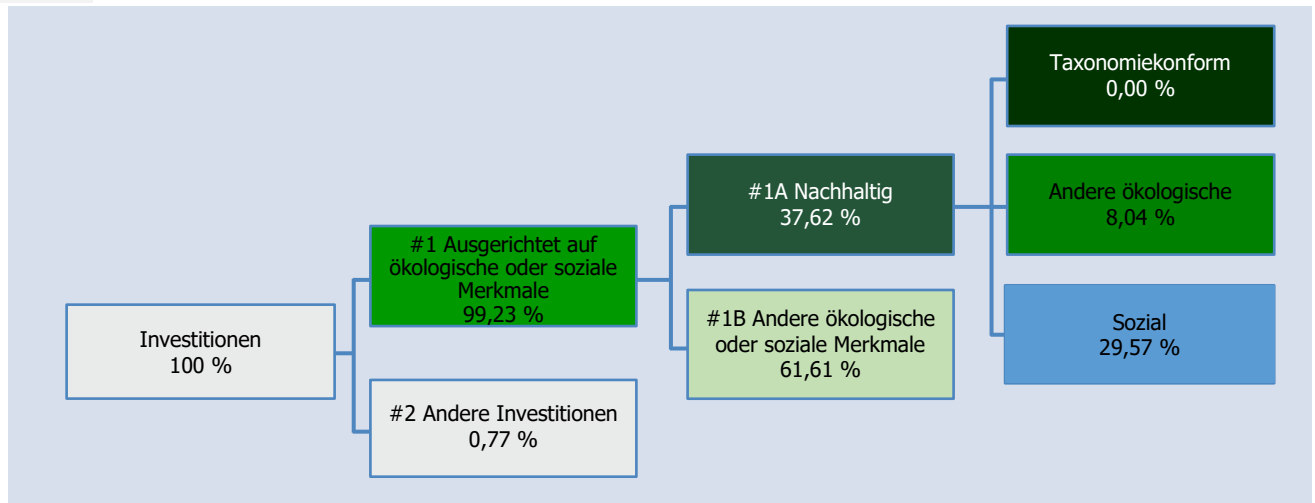 Investitionen
100 %
#1 Ausgerichtet auf
ökologische oder soziale
Merkmale
99,23 %
#2 Andere Investitionen
0,77 %
#1A Nachhaltig
37,62 %
#1B Andere ökologische
oder soziale Merkmale
61,61 %
Taxonomiekonform
0,00 %
Andere ökologische
8,04 %
Sozial
29,57 %